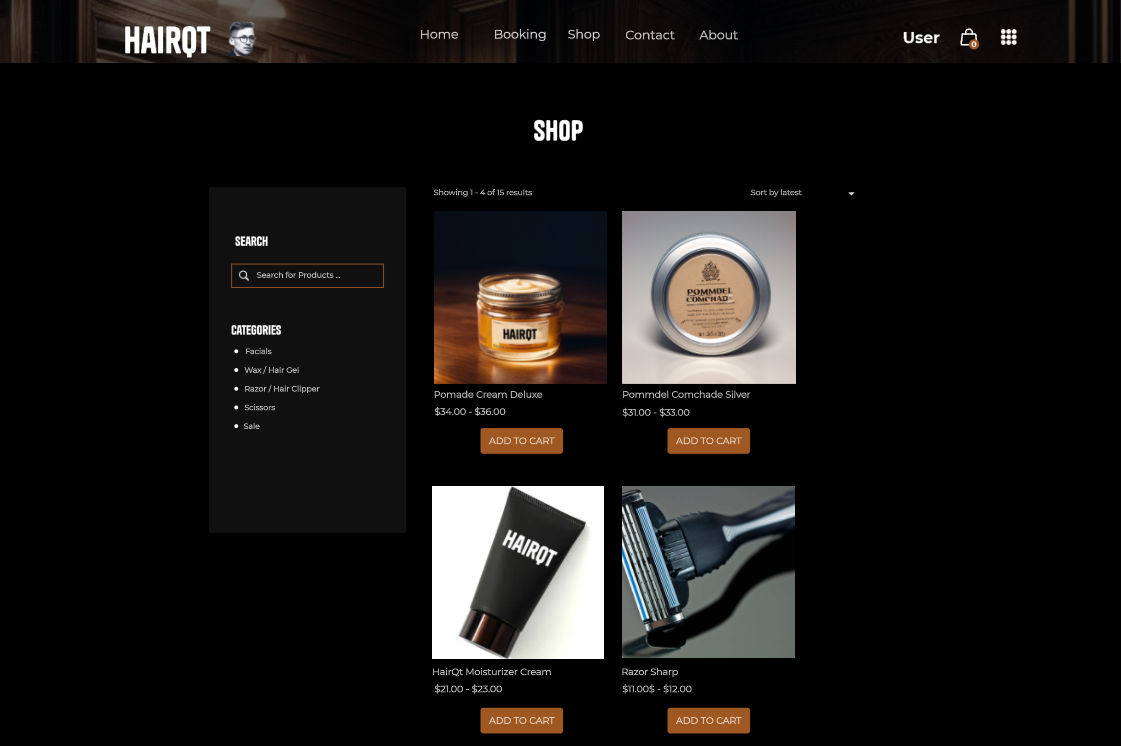 HAIRQT
Home Booking Shop Contact About
User
0
SHOP
SEARCH
Search for Products ...
CATEGORIES
Facials
Wax / Hair Gel
Razor / Hair Clipper
Scissors
Sale
Showing 1 - 4 of 15 results
Sort by latest
HAIRQT
Pomade Cream Deluxe
$34.00 - $36.00
ADD TO CART
POMMDEL
COMCHAD
Pommdel Comchade Silver
$31.00 - $33.00
ADD TO CART
HAIRQT
HairQt Moisturizer Cream
$21.00 - $23.00
ADD TO CART
Razor Sharp
$11.00$ - $12.00
ADD TO CART